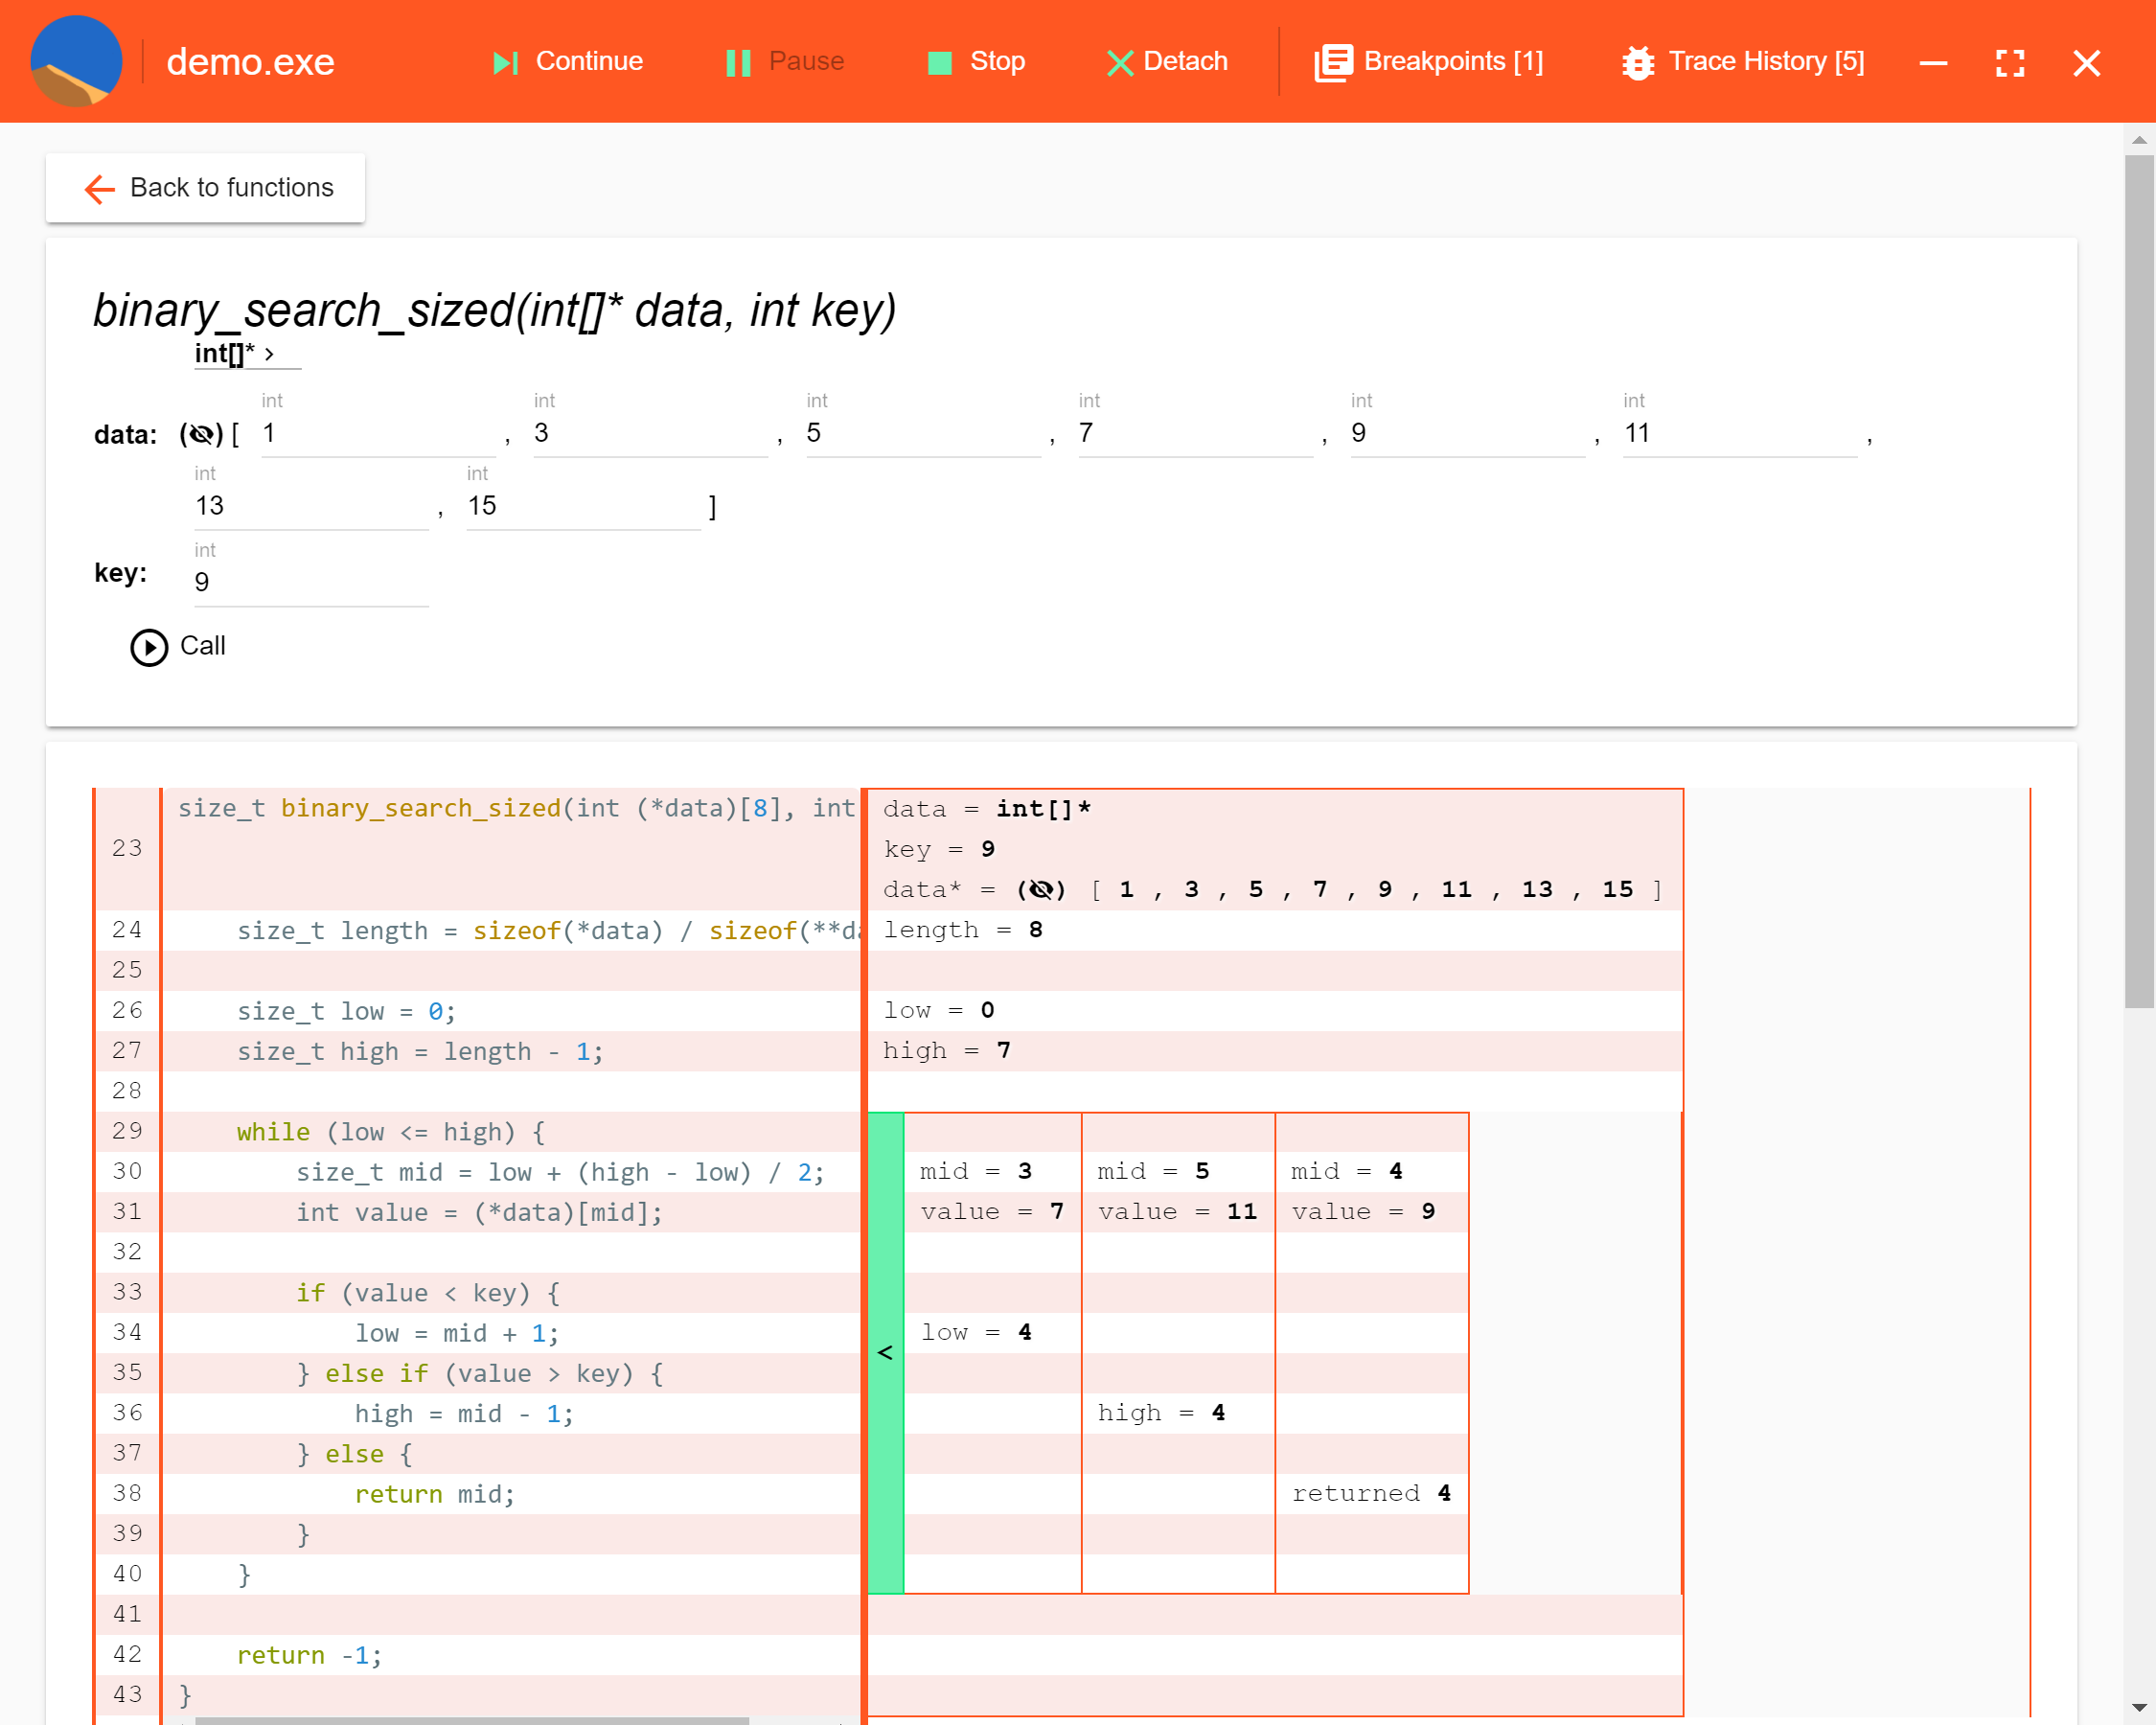 demo.exe Continue Pause Stop Detach Breakpoints [1] Trace History [5]
Back to functions
binary_search_sized(int[]* data, int key)
int[]* >
int int int int int int
data: ( ) [ 1 , 3 , 5 , 7 , 9 , 11 ,
int int
13 , 15 ]
int
key: 9
Call
size_t binary_search_sized(int (*data)[8], int data = int[]*
23 key = 9
data* = ( ) [ 1 , 3 , 5 , 7 , 9 , 11 , 13 , 15 ]
24 size_t length = sizeof(*data) / sizeof(**da length = 8
25
26 size_t low = 0; low = 0
27 size_t high = length - 1; high = 7
28
29 while (low <= high) {
30 size_t mid = low + (high - low) / 2; mid = 3 mid = 5 mid = 4
31 int value = (*data)[mid]; value = 7 value = 11 value = 9
32
33 if (value < key) {
34 low = mid + 1; low = 4
<
35 } else if (value > key) {
36 high = mid - 1; high = 4
37 } else {
38 return mid; returned 4
39 }
40 }
41
42 return -1;
43 }